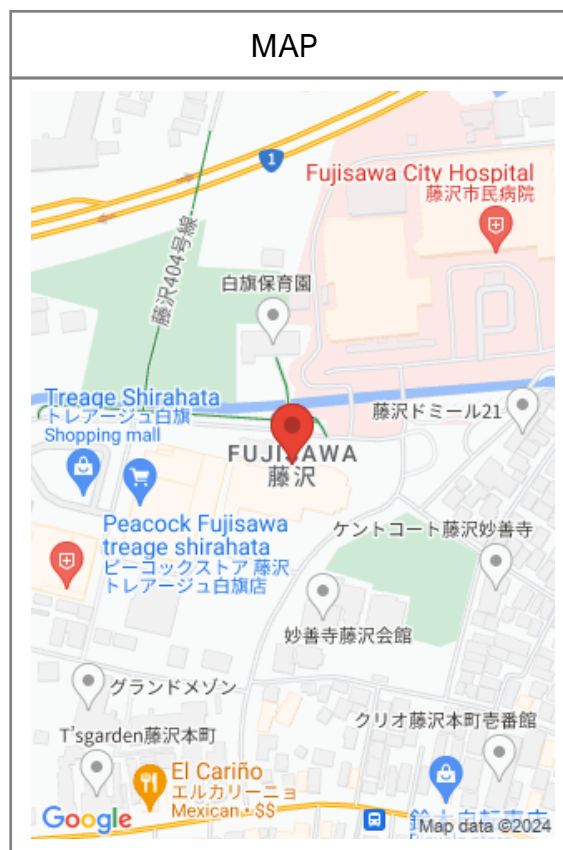 MAP
1
Fujisawa City Hospital
藤沢市民病院
藤沢404号線
白旗保育園
Treage Shirahata
トレアージュ白旗
Shopping mall
藤沢ドミール21
FUJISAWA
藤沢
Peacock Fujisawa
treage shirahata
ピーコックストア 藤沢
トレアージュ白旗店
ケントコート藤沢妙善寺
妙善寺藤沢会館
グランドメゾン
クリオ藤沢本町壱番館
T'sgarden藤沢本町
El Cariño
エルカリーニョ
Mexican • $$
Google
Map data ©2024